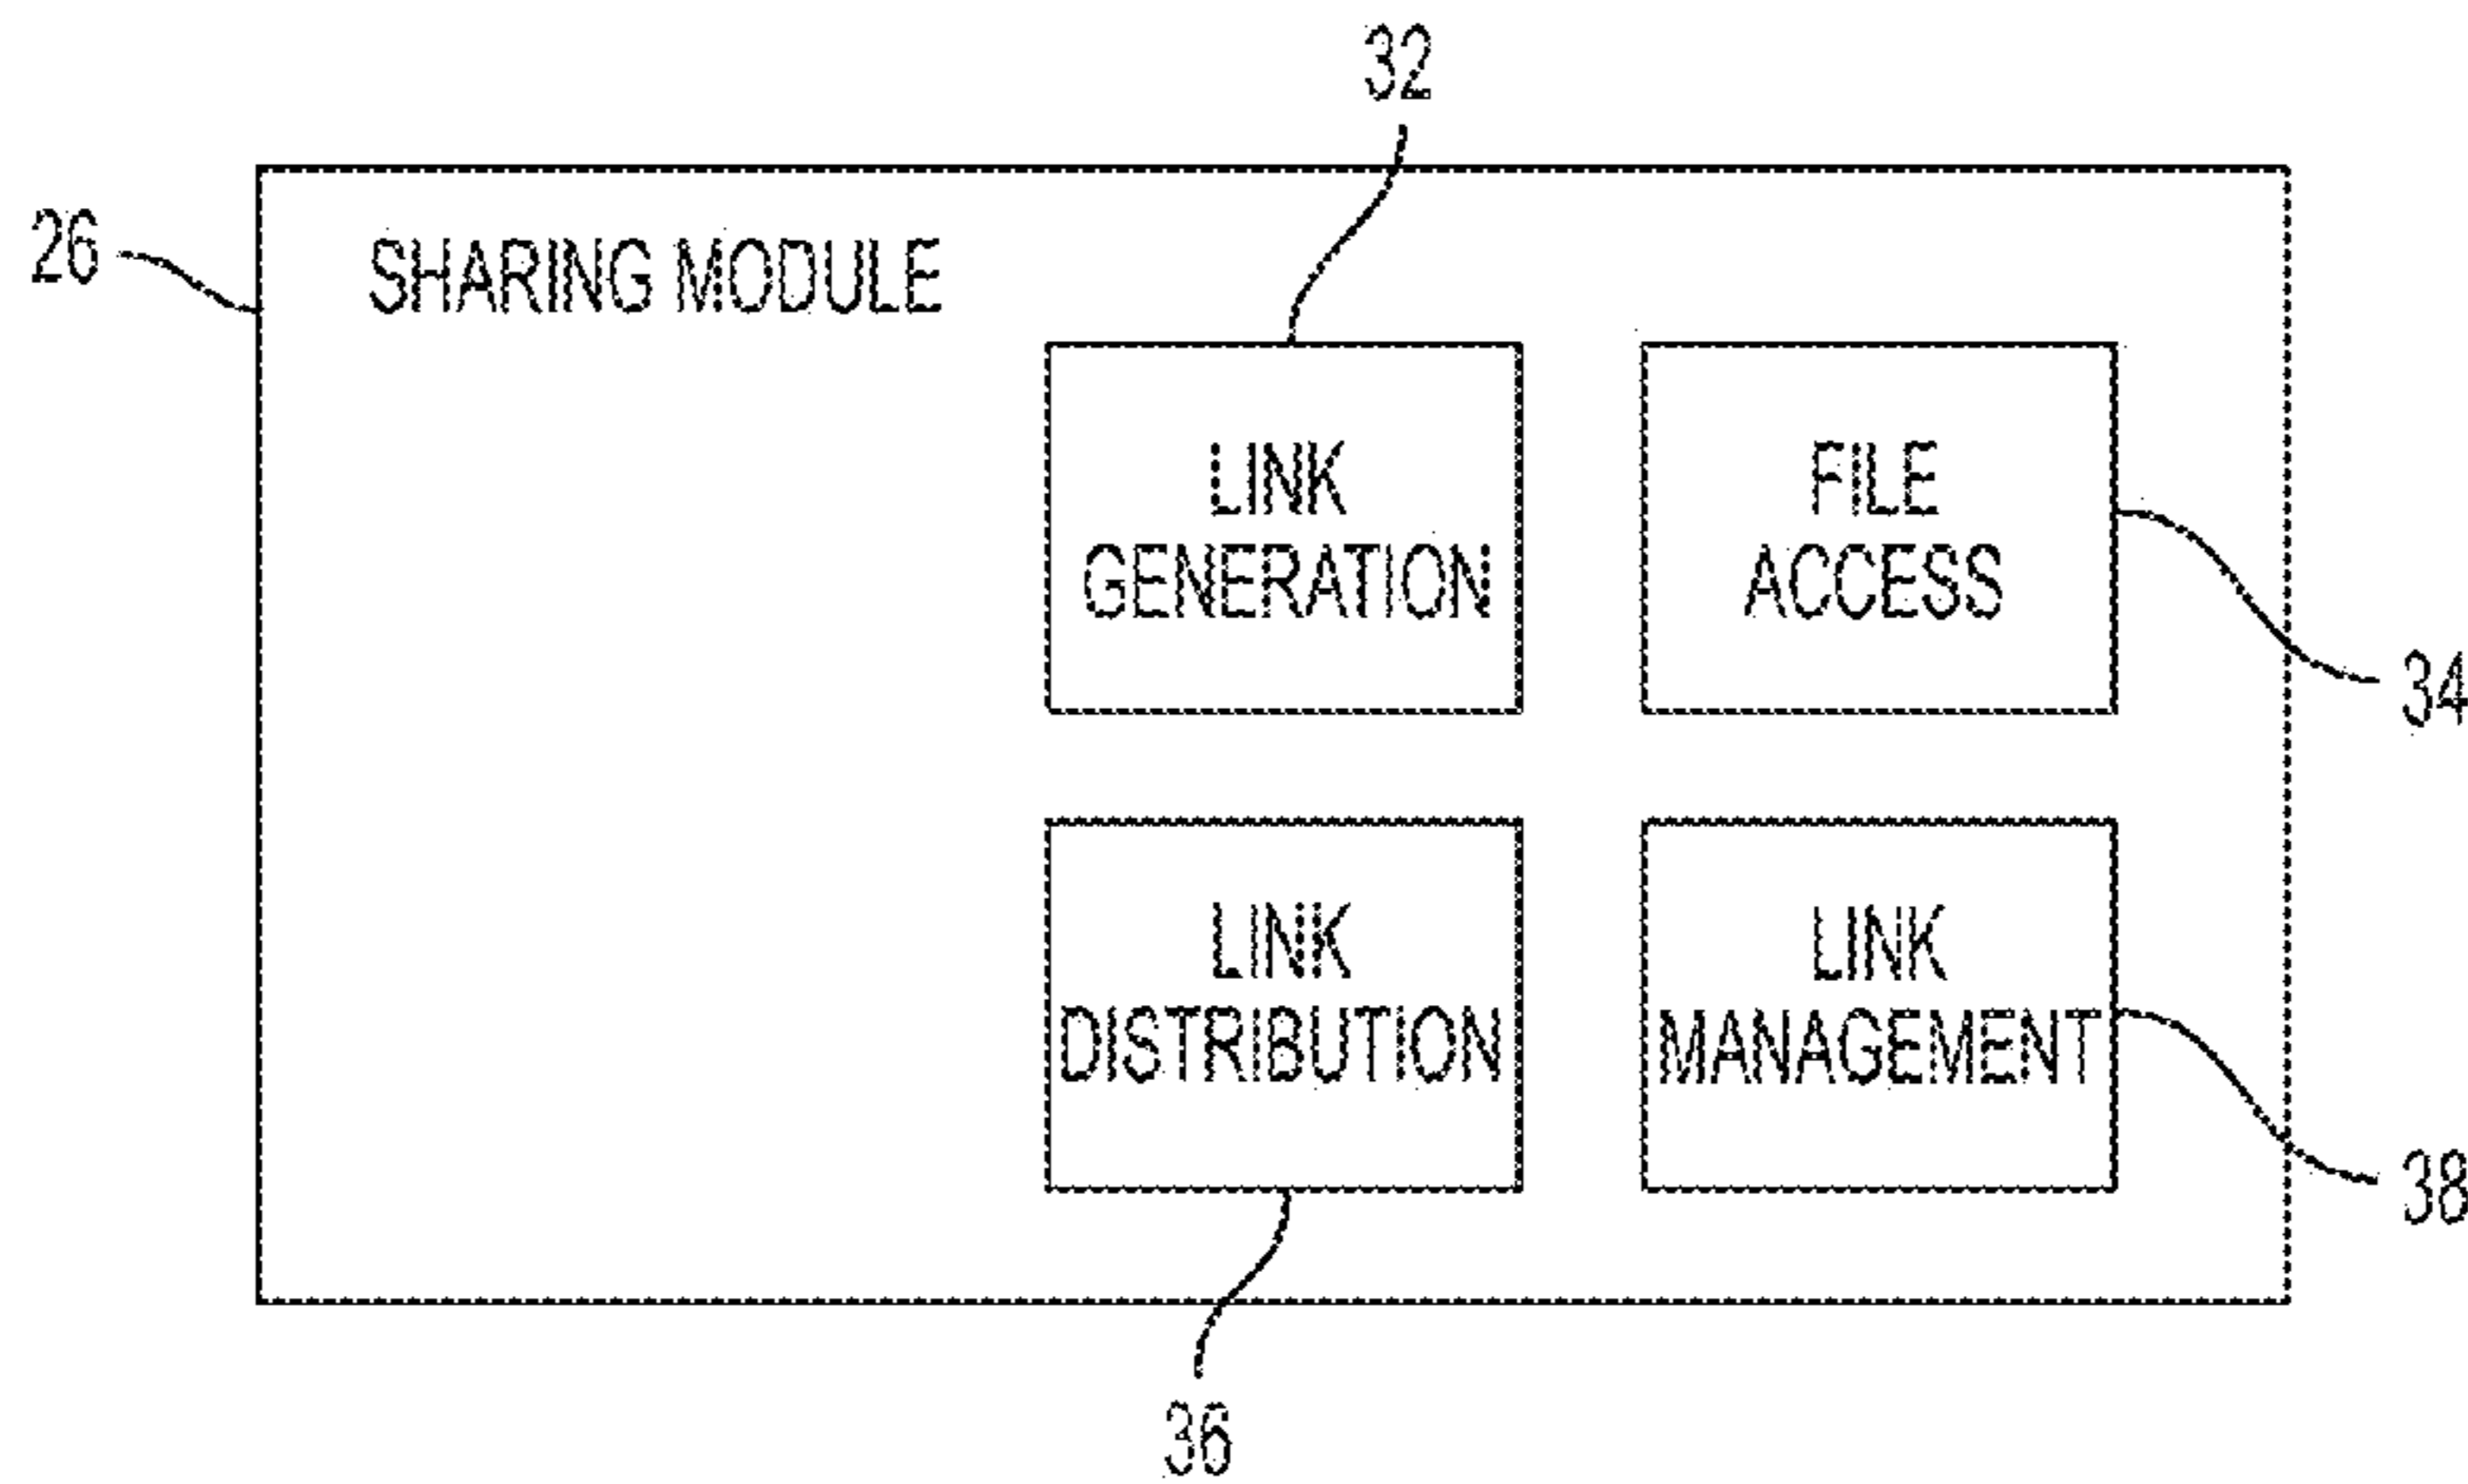 32
26
SHARING MODULE
LINK
GENERATION
FILE
ACCESS
34
LINK
DISTRIBUTION
LINK
MANAGEMENT
38
36